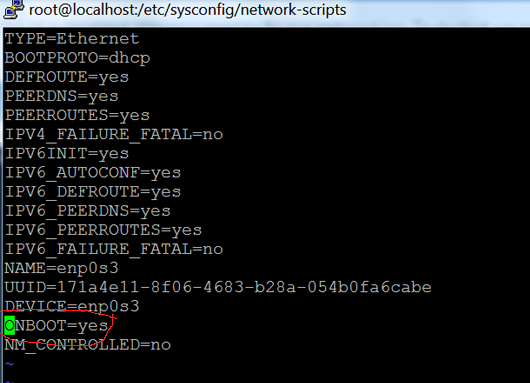 root@localhost:/etc/sysconfig/network-scripts
TYPE=Ethernet
BOOTPROTO=dhcp
DEFROUTE=yes
PEERDNS=yes
PEERROUTES=yes
IPV4_FAILURE_FATAL=no
IPV6INIT=yes
IPV6_AUTOCONF=yes
IPV6_DEFROUTE=yes
IPV6_PEERDNS=yes
IPV6_PEERROUTES=yes
IPV6_FAILURE_FATAL=no
NAME=enp0s3
UUID=171a4e11-8f06-4683-b28a-054b0fa6cabe
DEVICE=enp0s3
ONBOOT=yes
NM_CONTROLLED=no
~